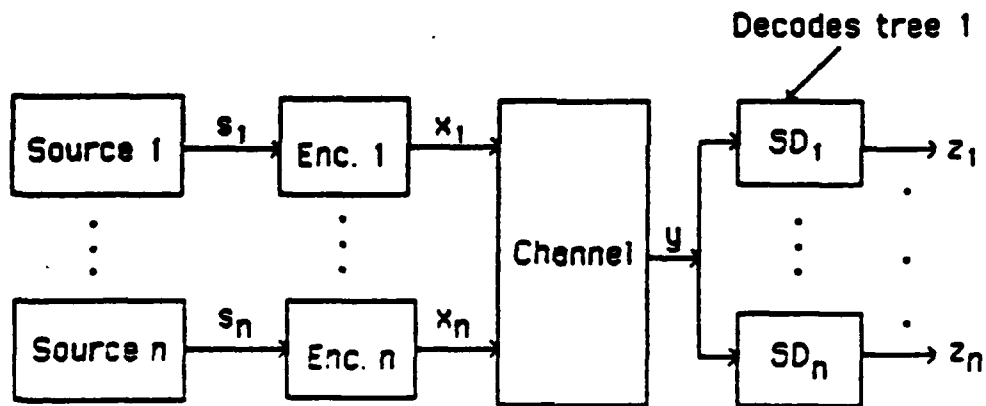 Decodes tree 1
Source 1
s₁
Enc. 1
x₁
Channel
y
SD₁
z₁
Source n
sₙ
Enc. n
xₙ
SDₙ
zₙ